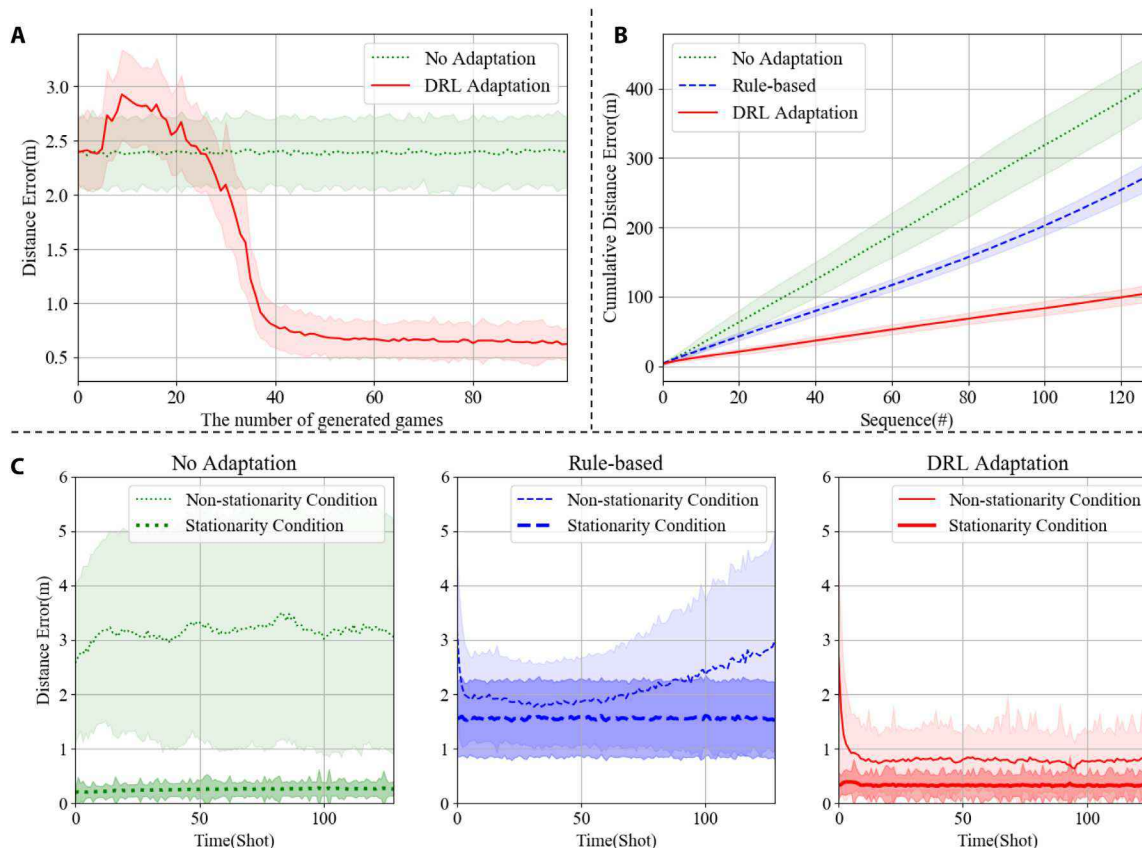 A
No Adaptation
DRL Adaptation
3.0
2.5
2.0
1.5
1.0
0.5
Distance Error(m)
0 20 40 60 80
The number of generated games
B
No Adaptation
Rule-based
DRL Adaptation
400
300
200
100
0
Cumulative Distance Error(m)
0 20 40 60 80 100 120
Sequence(#)
C
No Adaptation
Non-stationarity Condition
Stationarity Condition
6
5
4
3
2
1
0
Distance Error(m)
0 50 100
Time(Shot)
Rule-based
Non-stationarity Condition
Stationarity Condition
6
5
4
3
2
1
0
0 50 100
Time(Shot)
DRL Adaptation
Non-stationarity Condition
Stationarity Condition
6
5
4
3
2
1
0
0 50 100
Time(Shot)